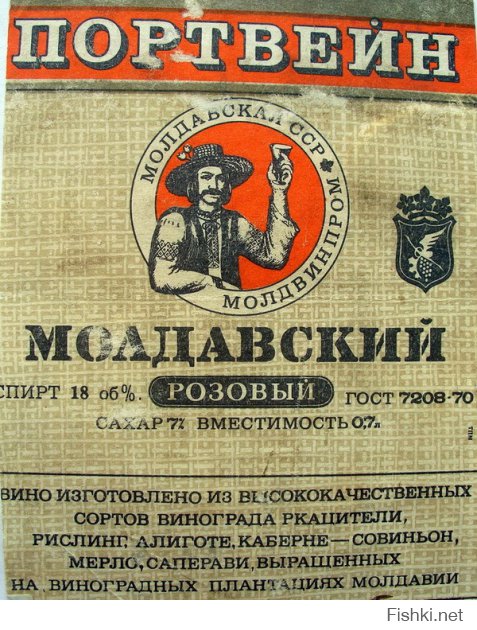 ПОРТВЕЙН
МОЛДАВСКАЯ ССР
МОЛДВИНПРОМ
МОЛДАВСКИЙ
СПИРТ 18 об%. РОЗОВЫЙ ГОСТ 7208-70
САХАР 7% ВМЕСТИМОСТЬ 0,7л
ВИНО ИЗГОТОВЛЕНО ИЗ ВЫСОКОКАЧЕСТВЕННЫХ
СОРТОВ ВИНОГРАДА РКАЦИТЕЛИ,
РИСЛИНГ, АЛИГОТЕ, КАБЕРНЕ—СОВИНЬОН,
МЕРЛО, САПЕРАВИ, ВЫРАЩЕННЫХ
НА ВИНОГРАДНЫХ ПЛАНТАЦИЯХ МОЛДАВИИ
Fishki.net